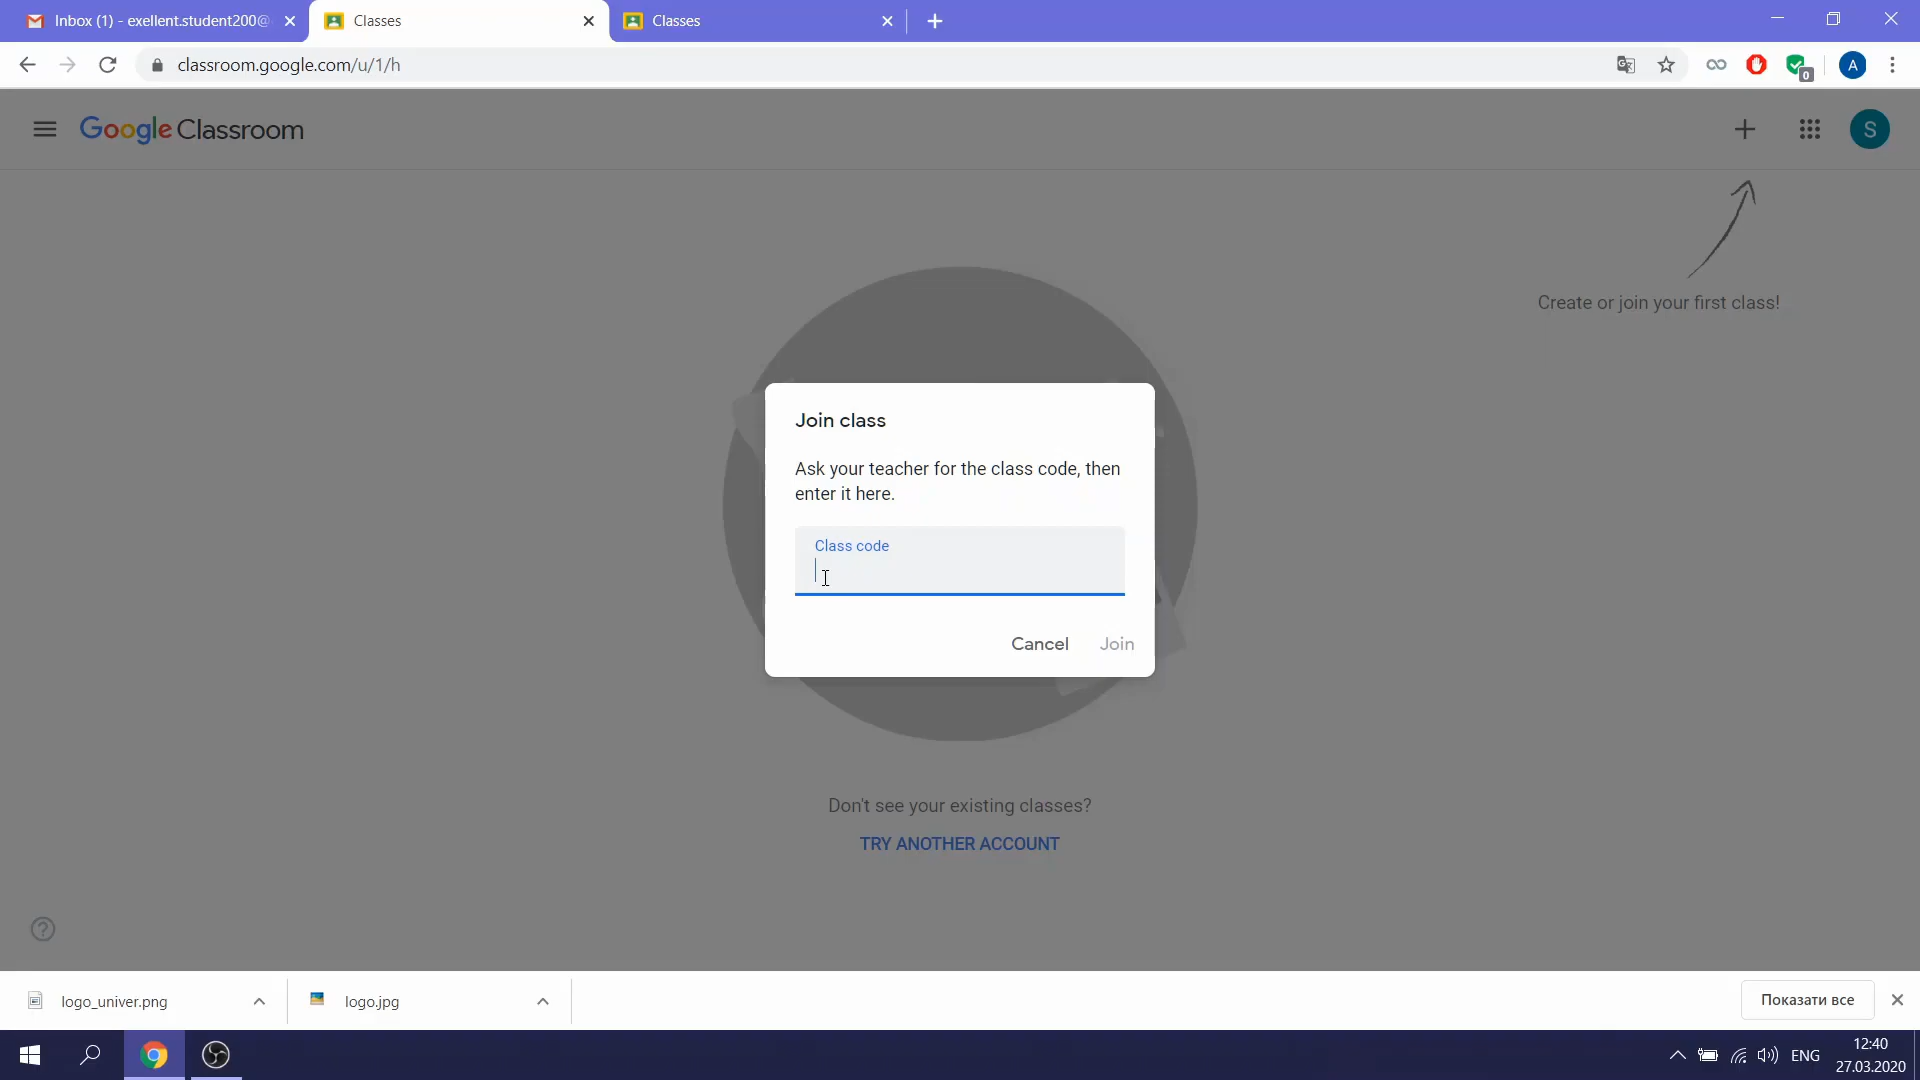 Inbox (1) - exellent.student200@
Classes
Classes
classroom.google.com/u/1/h
0
A
Google Classroom
S
Create or join your first class!
Join class
Ask your teacher for the class code, then
enter it here.
Class code
Cancel
Join
Don't see your existing classes?
TRY ANOTHER ACCOUNT
logo_univer.png
logo.jpg
Показати все
ENG
12:40
27.03.2020